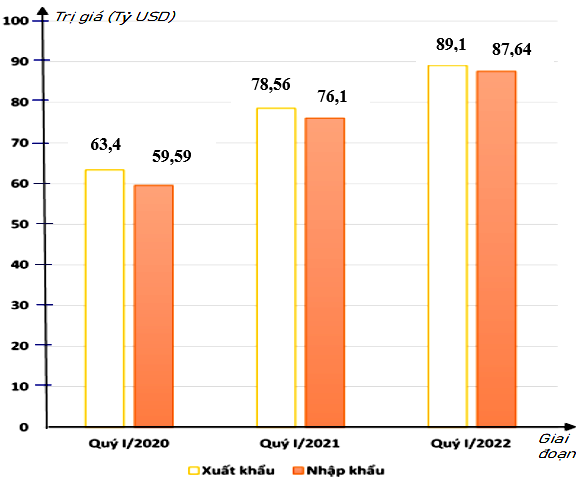 Trị giá (Tỷ USD)
100
90
80
70
60
50
40
30
20
10
0
63,4
59,59
78,56
76,1
89,1
87,64
Quý I/2020
Quý I/2021
Quý I/2022
Giai
đoạn
Xuất khẩu
Nhập khẩu